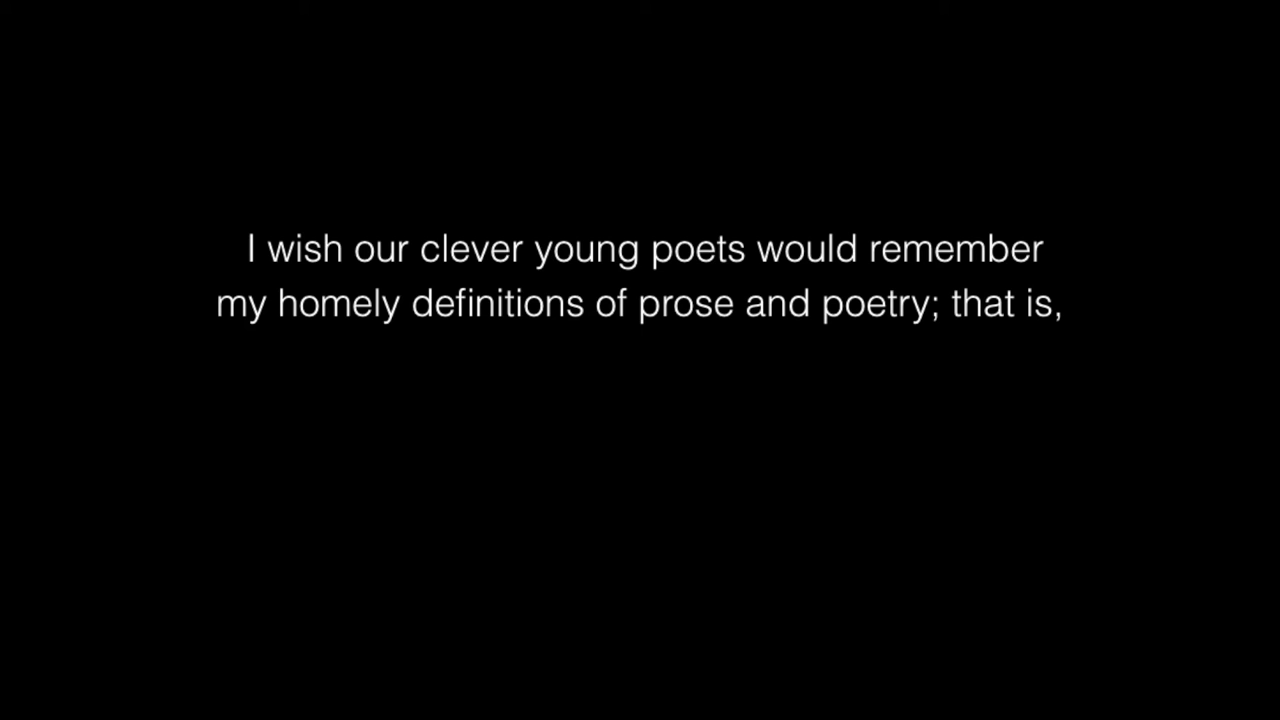 I wish our clever young poets would remember
my homely definitions of prose and poetry; that is,